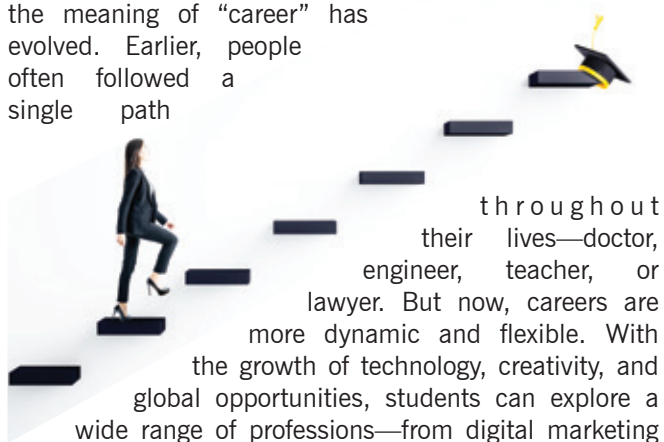 the meaning of “career” has
evolved. Earlier, people
often followed a
single path
throughout
their lives—doctor,
engineer, teacher, or
lawyer. But now, careers are
more dynamic and flexible. With
the growth of technology, creativity, and
global opportunities, students can explore a
wide range of professions—from digital marketing